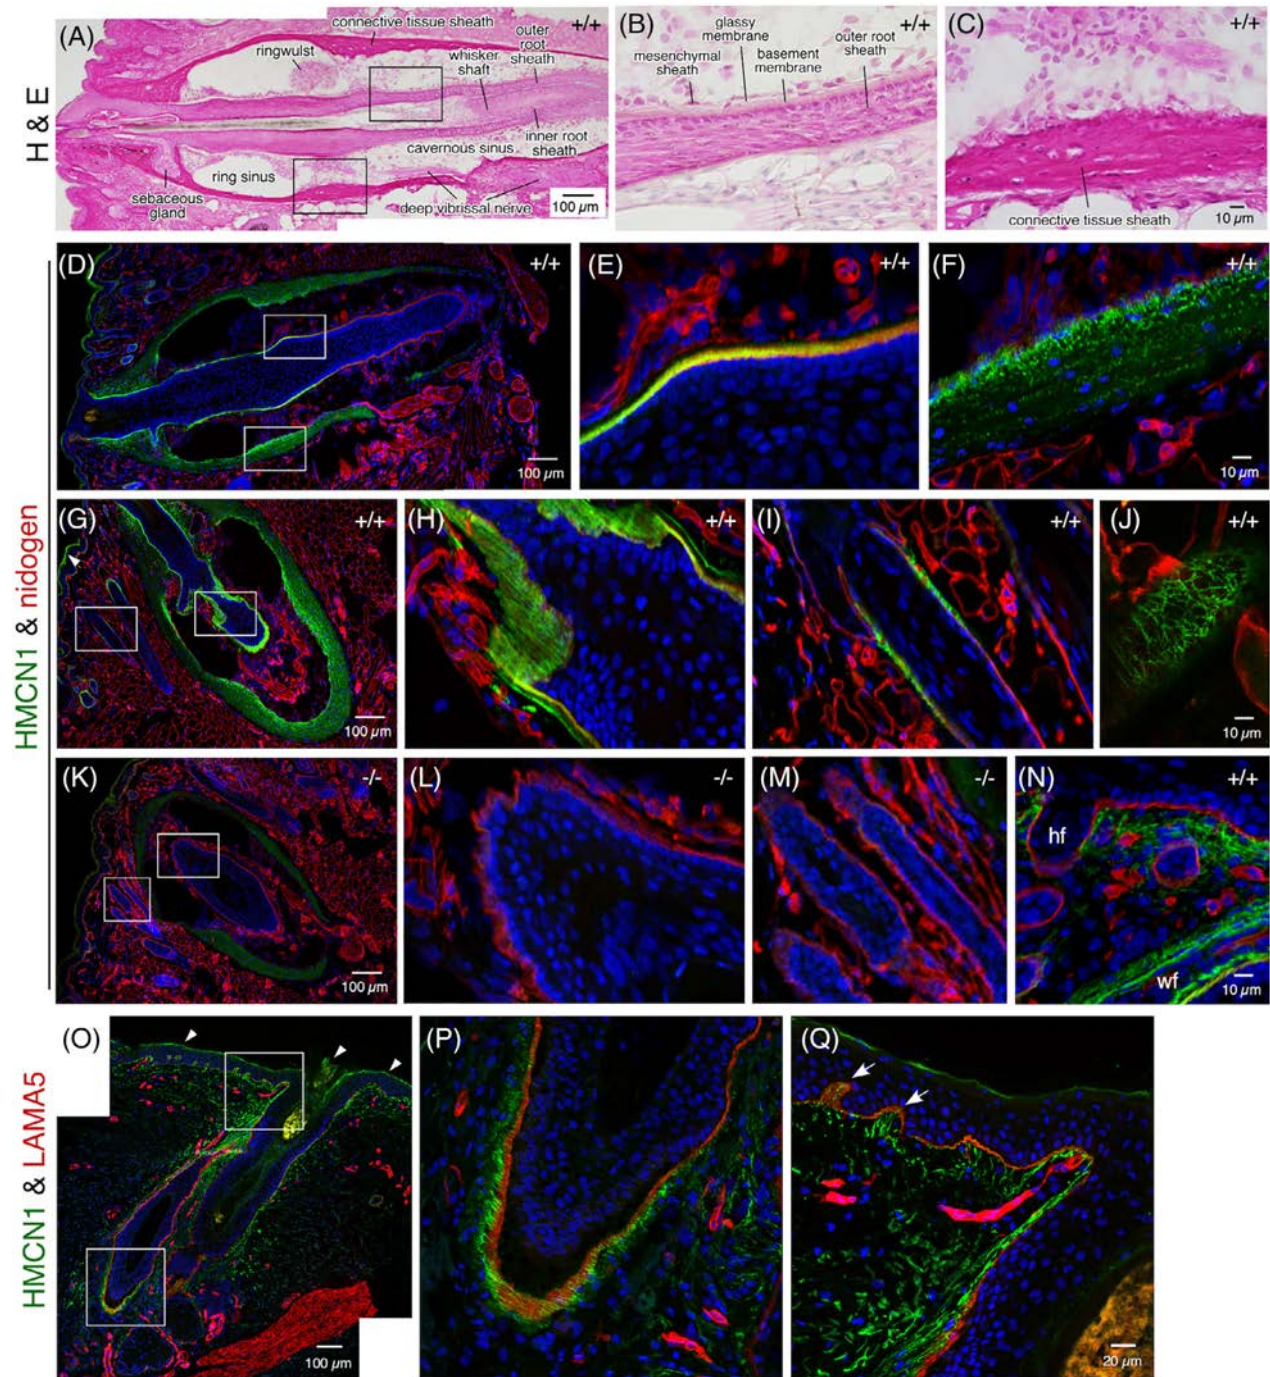 H & E
(A)
+/+
connective tissue sheath
ringwulst
outer
root
sheath
whisker
shaft
inner root
sheath
cavernous sinus
ring sinus
sebaceous
gland
deep vibrissal nerve
100 µm
(B)
+/+
glassy
membrane
outer root
sheath
mesenchymal
sheath
basement
membrane
(C)
+/+
connective tissue sheath
10 µm
HMCN1 & nidogen
(D)
+/+
100 µm
(E)
+/+
(F)
+/+
10 µm
(G)
+/+
100 µm
(H)
+/+
(I)
+/+
(J)
+/+
10 µm
(K)
-/-
100 µm
(L)
-/-
(M)
-/-
(N)
+/+
hf
wf
10 µm
HMCN1 & LAMA5
(O)
100 µm
(P)
(Q)
20 µm